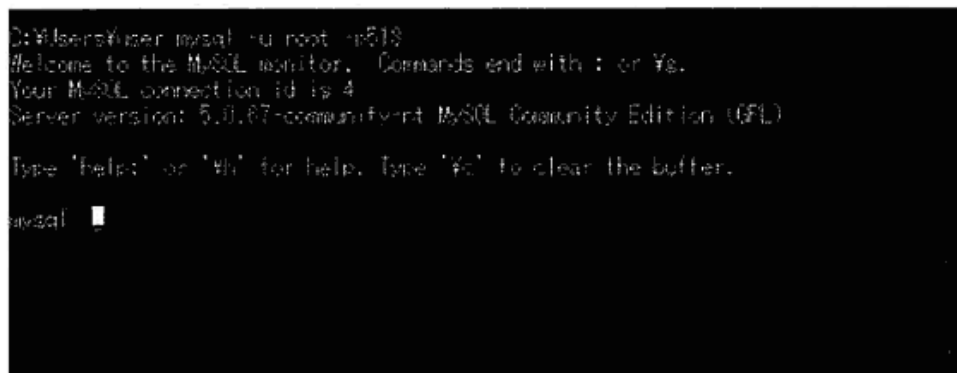 C:¥Users¥user mysql -u root -p518
Welcome to the MySQL monitor.  Commands end with ; or ¥g.
Your MySQL connection id is 4
Server version: 5.0.67-community-nt MySQL Community Edition (GPL)
Type 'help;' or '¥h' for help. Type '¥c' to clear the buffer.
mysql